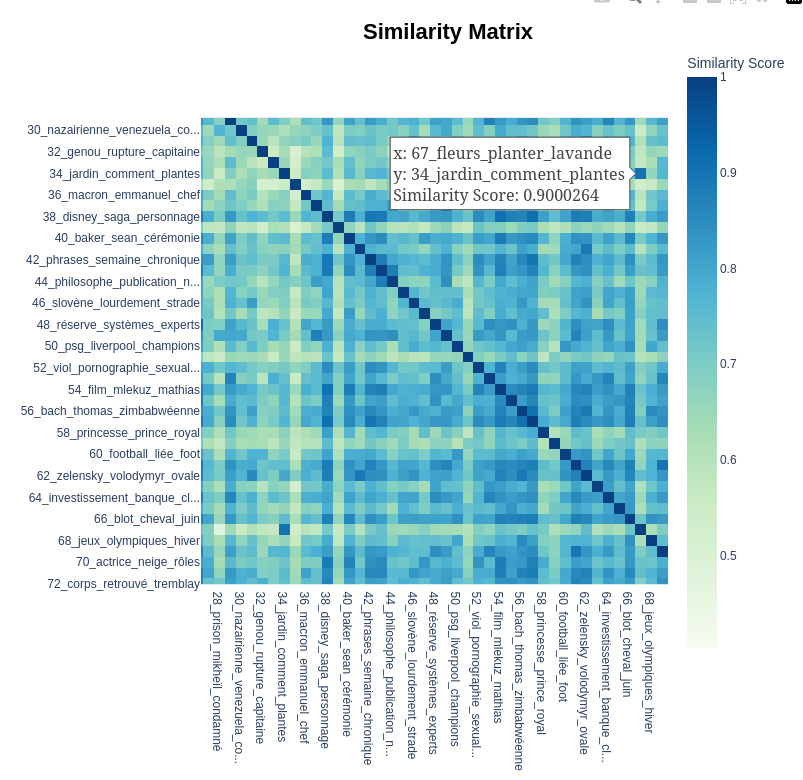 Similarity Matrix
Similarity Score
1
0.9
0.8
0.7
0.6
0.5
x: 67_fleurs_planter_lavande
y: 34_jardin_comment_plantes
Similarity Score: 0.9000264
30_nazairienne_venezuela_co...
32_genou_rupture_capitaine
34_jardin_comment_plantes
36_macron_emmanuel_chef
38_disney_saga_personnage
40_baker_sean_cérémonie
42_phrases_semaine_chronique
44_philosophe_publication_n...
46_slovène_lourdement_strade
48_réserve_systèmes_experts
50_psg_liverpool_champions
52_viol_pornographie_sexual...
54_film_mlekuz_mathias
56_bach_thomas_zimbabwéenne
58_princesse_prince_royal
60_football_liée_foot
62_zelensky_volodymyr_ovale
64_investissement_banque_cl...
66_blot_cheval_juin
68_jeux_olympiques_hiver
70_actrice_neige_rôles
72_corps_retrouvé_tremblay
28_prison_mikheil_condamné
30_nazairienne_venezuela_co...
32_genou_rupture_capitaine
34_jardin_comment_plantes
36_macron_emmanuel_chef
38_disney_saga_personnage
40_baker_sean_cérémonie
42_phrases_semaine_chronique
44_philosophe_publication_n...
46_slovène_lourdement_strade
48_réserve_systèmes_experts
50_psg_liverpool_champions
52_viol_pornographie_sexual...
54_film_mlekuz_mathias
56_bach_thomas_zimbabwéenne
58_princesse_prince_royal
60_football_liée_foot
62_zelensky_volodymyr_ovale
64_investissement_banque_cl...
66_blot_cheval_juin
68_jeux_olympiques_hiver